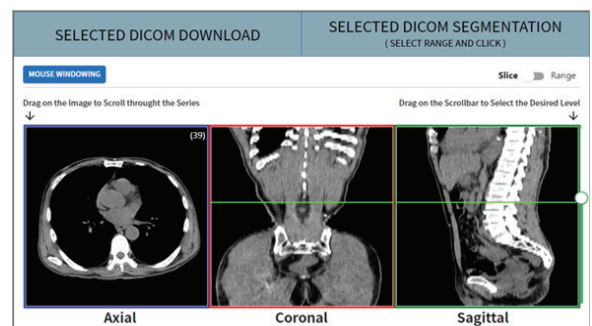 SELECTED DICOM DOWNLOAD
SELECTED DICOM SEGMENTATION
( SELECT RANGE AND CLICK )
MOUSE WINDOWING
Slice Range
Drag on the Image to Scroll throught the Series
Drag on the Scrollbar to Select the Desired Level
(39)
Axial
Coronal
Sagittal